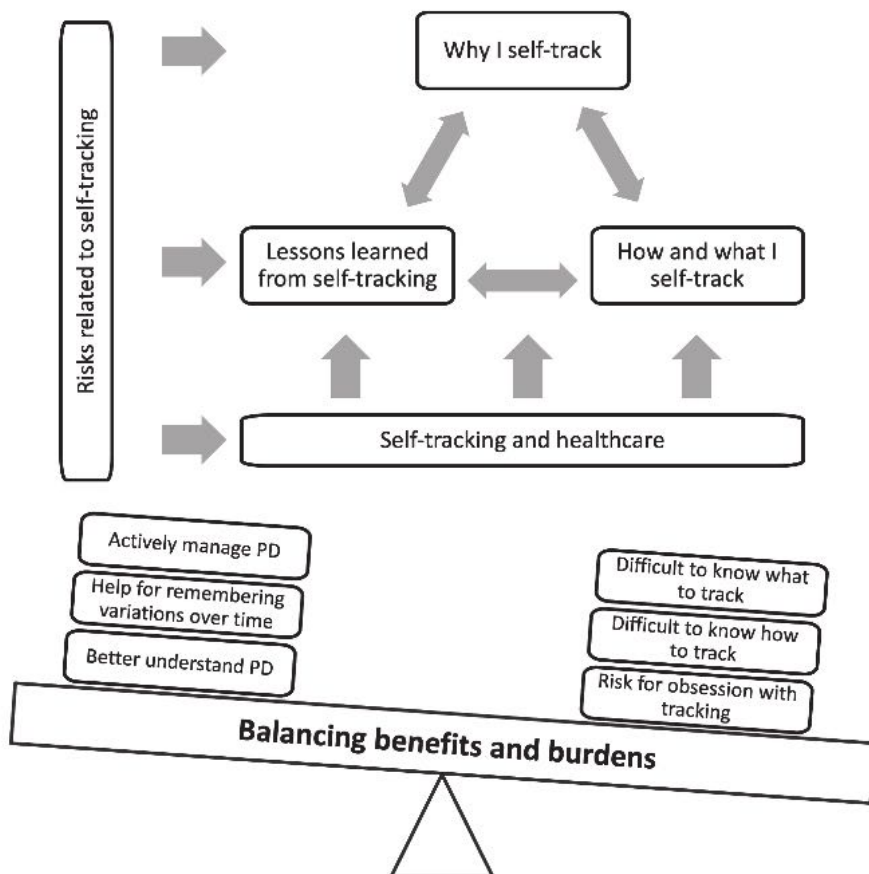 Risks related to self-tracking
Why I self-track
Lessons learned
from self-tracking
How and what I
self-track
Self-tracking and healthcare
Actively manage PD
Help for remembering
variations over time
Better understand PD
Difficult to know what
to track
Difficult to know how
to track
Risk for obsession with
tracking
Balancing benefits and burdens